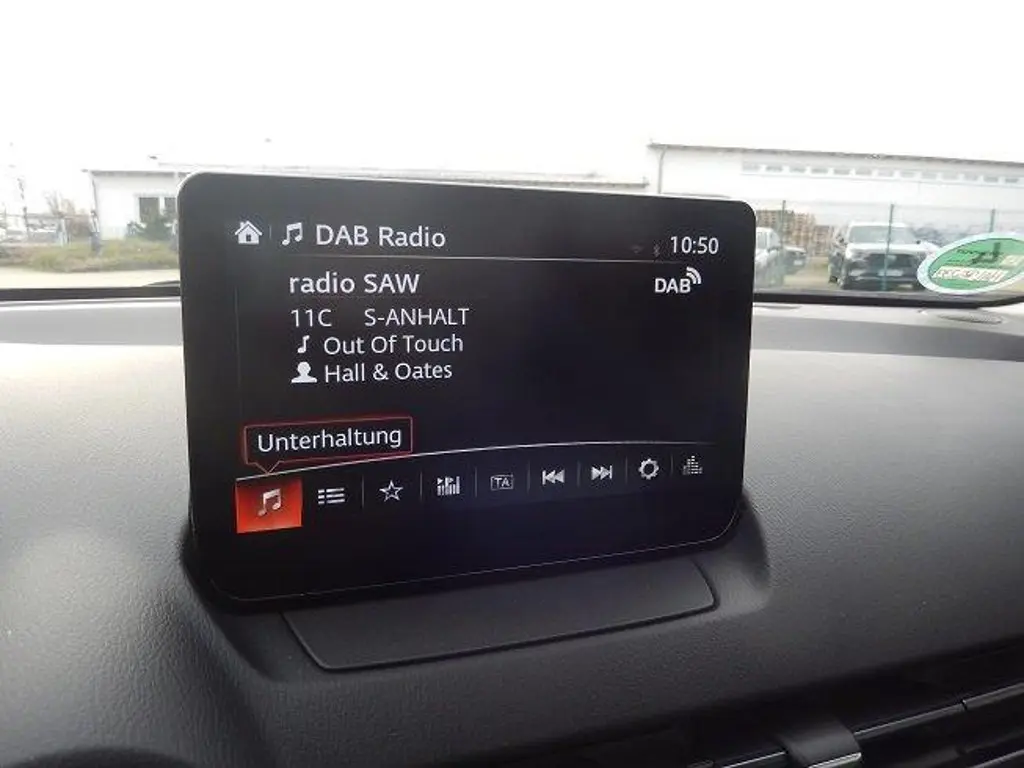 DAB Radio 10:50
radio SAW DAB
11C S-ANHALT
Out Of Touch
Hall & Oates
Unterhaltung
TA